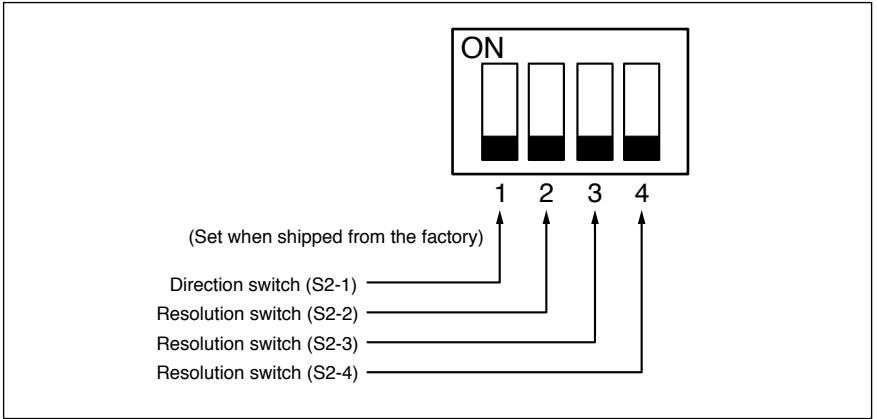 ON
1 2 3 4
(Set when shipped from the factory)
Direction switch (S2-1)
Resolution switch (S2-2)
Resolution switch (S2-3)
Resolution switch (S2-4)